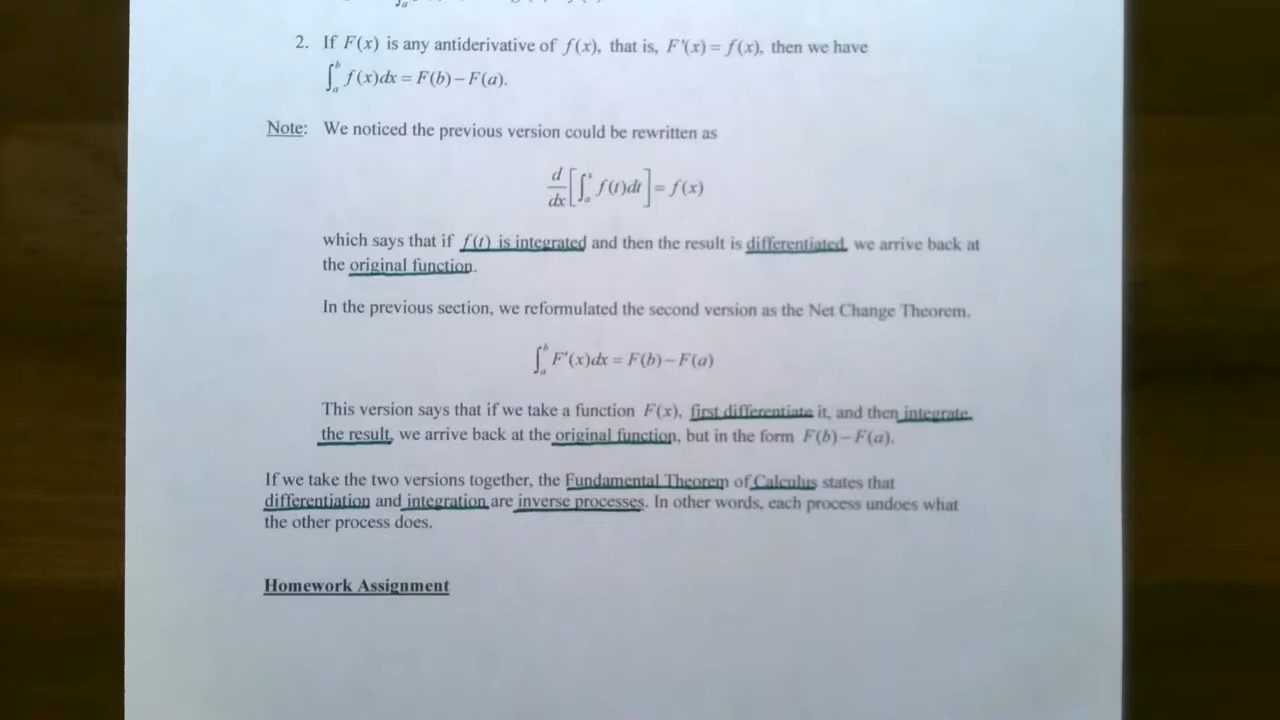 2. If F(x) is any antiderivative of f(x), that is, F'(x) = f(x), then we have
∫ₐᵇ f(x)dx = F(b) − F(a).
Note: We noticed the previous version could be rewritten as
d/dx [∫ₐˣ f(t)dt] = f(x)
which says that if f(t) is integrated and then the result is differentiated, we arrive back at
the original function.
In the previous section, we reformulated the second version as the Net Change Theorem.
∫ₐᵇ F'(x)dx = F(b) − F(a)
This version says that if we take a function F(x), first differentiate it, and then integrate
the result, we arrive back at the original function, but in the form F(b) − F(a).
If we take the two versions together, the Fundamental Theorem of Calculus states that
differentiation and integration are inverse processes. In other words, each process undoes what
the other process does.
Homework Assignment